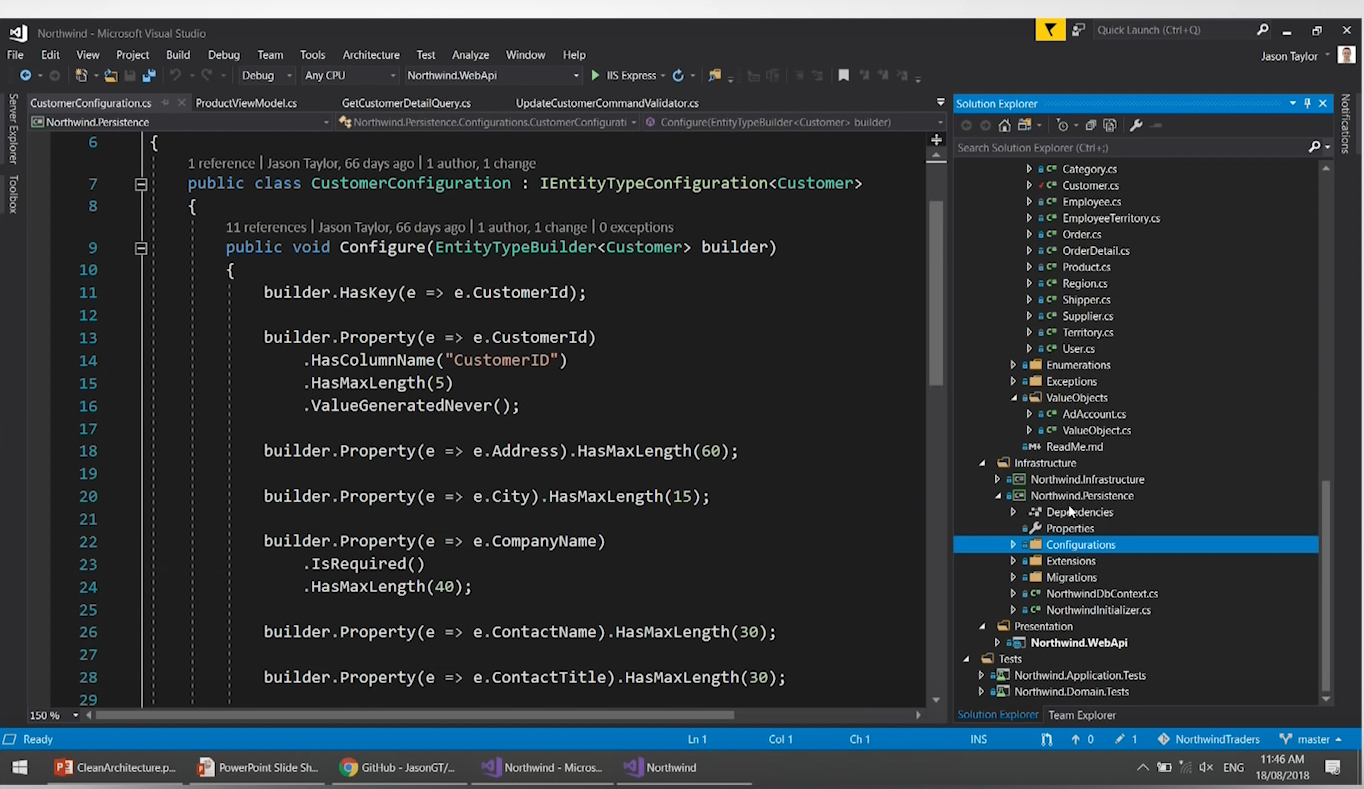 Northwind - Microsoft Visual Studio
Quick Launch (Ctrl+Q)
File Edit View Project Build Debug Team Tools Architecture Test Analyze Window Help
Jason Taylor
Debug Any CPU Northwind.WebApi IIS Express
CustomerConfiguration.cs ProductViewModel.cs GetCustomerDetailQuery.cs UpdateCustomerCommandValidator.cs
Northwind.Persistence Northwind.Persistence.Configurations.CustomerConfigurati Configure(EntityTypeBuilder<Customer> builder)
Server Explorer
Toolbox
6 {
1 reference | Jason Taylor, 66 days ago | 1 author, 1 change
7 public class CustomerConfiguration : IEntityTypeConfiguration<Customer>
8 {
11 references | Jason Taylor, 66 days ago | 1 author, 1 change | 0 exceptions
9 public void Configure(EntityTypeBuilder<Customer> builder)
10 {
11 builder.HasKey(e => e.CustomerId);
12
13 builder.Property(e => e.CustomerId)
14 .HasColumnName("CustomerID")
15 .HasMaxLength(5)
16 .ValueGeneratedNever();
17
18 builder.Property(e => e.Address).HasMaxLength(60);
19
20 builder.Property(e => e.City).HasMaxLength(15);
21
22 builder.Property(e => e.CompanyName)
23 .IsRequired()
24 .HasMaxLength(40);
25
26 builder.Property(e => e.ContactName).HasMaxLength(30);
27
28 builder.Property(e => e.ContactTitle).HasMaxLength(30);
29
150 %
Solution Explorer
Search Solution Explorer (Ctrl+;)
Category.cs
Customer.cs
Employee.cs
EmployeeTerritory.cs
Order.cs
OrderDetail.cs
Product.cs
Region.cs
Shipper.cs
Supplier.cs
Territory.cs
User.cs
Enumerations
Exceptions
ValueObjects
AdAccount.cs
ValueObject.cs
ReadMe.md
Infrastructure
Northwind.Infrastructure
Northwind.Persistence
Dependencies
Properties
Configurations
Extensions
Migrations
NorthwindDbContext.cs
NorthwindInitializer.cs
Presentation
Northwind.WebApi
Tests
Northwind.Application.Tests
Northwind.Domain.Tests
Solution Explorer Team Explorer
Notifications
Ready Ln 1 Col 1 Ch 1 INS 0 1 NorthwindTraders master
CleanArchitecture.p... PowerPoint Slide Sh... GitHub - JasonGT/... Northwind - Micros... Northwind ENG 11:46 AM
18/08/2018